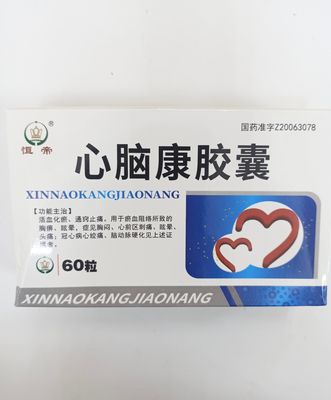 ®
恒帝
国药准字Z20063078
心脑康胶囊
XINNAOKANGJIAONANG
【功能主治】
活血化瘀、通窍止痛,用于瘀血阻络所致的
胸痹、眩晕,症见胸闷、心前区刺痛、眩晕、
头痛;冠心病心绞痛、脑动脉硬化见上述证
候者。
60粒
XINNAOKANGJIAONANG